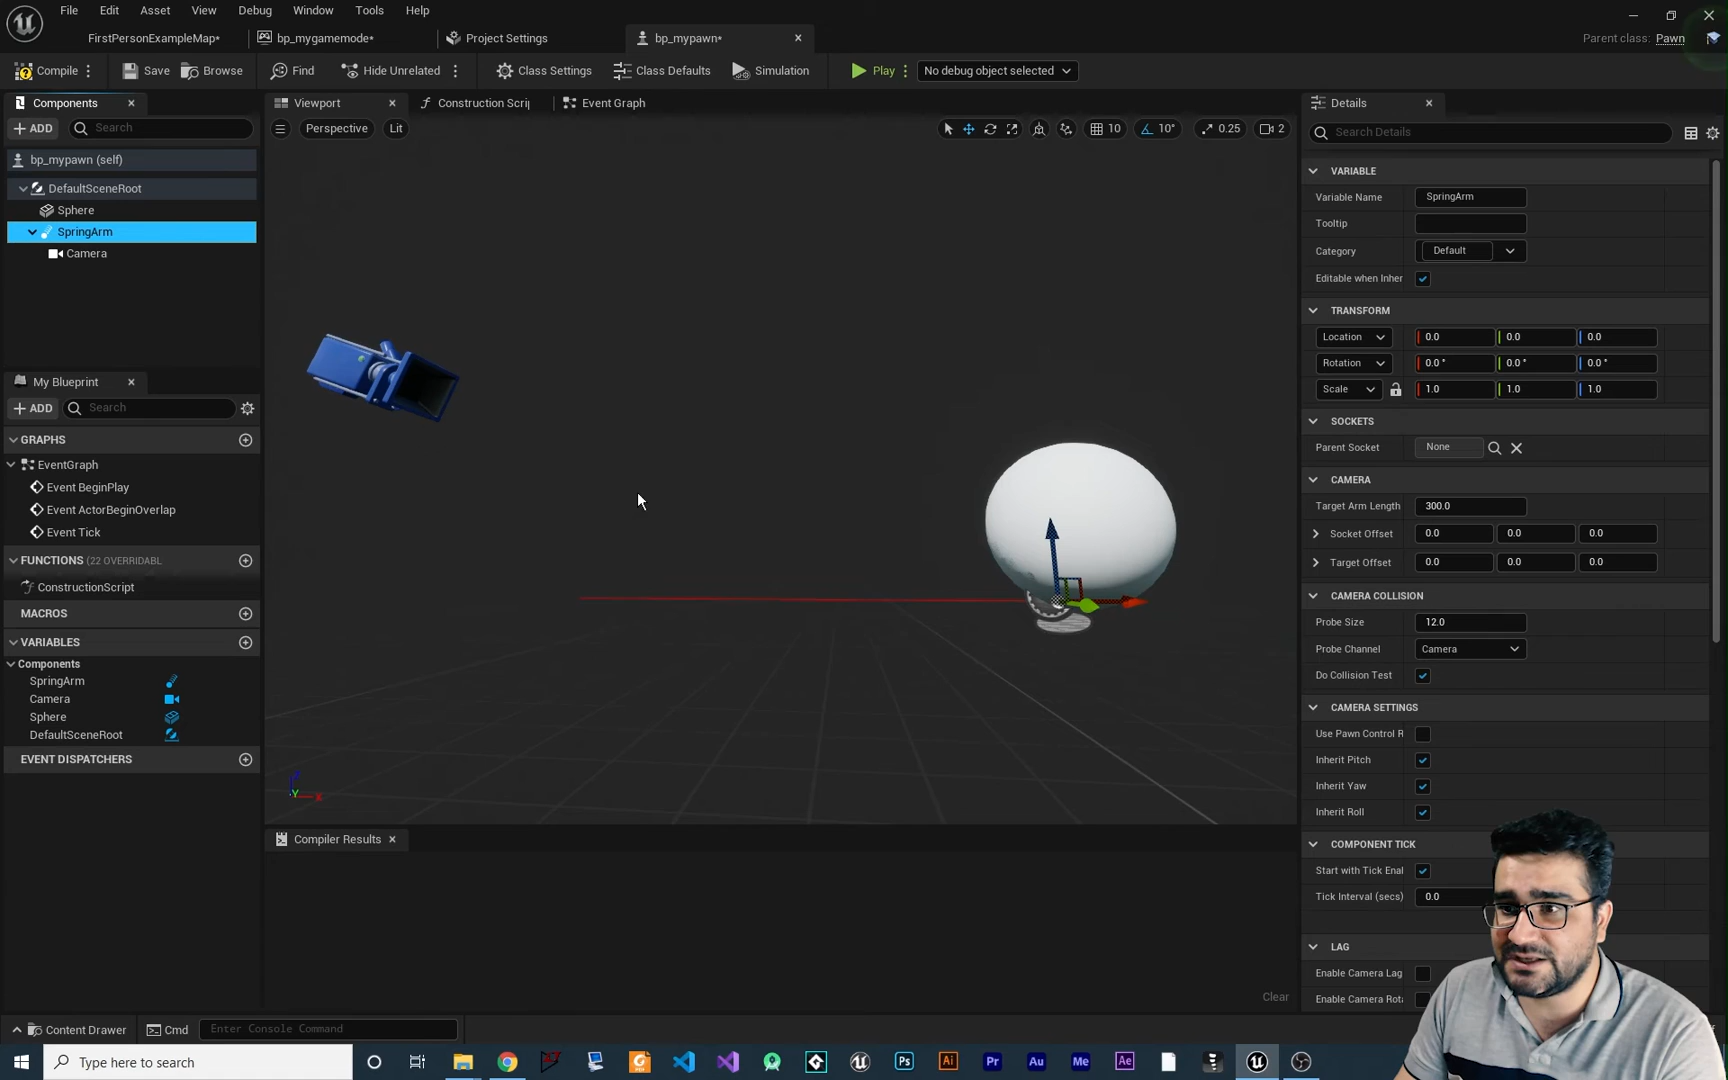 File Edit Asset View Debug Window Tools Help
FirstPersonExampleMap* bp_mygamemode* Project Settings bp_mypawn* Parent class: Pawn
Compile Save Browse Find Hide Unrelated Class Settings Class Defaults Simulation Play No debug object selected
Components Viewport Construction Scrip Event Graph Details
ADD Search Perspective Lit 10 10° 0.25 2 Search Details
bp_mypawn (self)
DefaultSceneRoot
Sphere
SpringArm
Camera
VARIABLE
Variable Name SpringArm
Tooltip
Category Default
Editable when Inher
TRANSFORM
Location 0.0 0.0 0.0
Rotation 0.0 ° 0.0 ° 0.0 °
Scale 1.0 1.0 1.0
SOCKETS
Parent Socket None
CAMERA
Target Arm Length 300.0
Socket Offset 0.0 0.0 0.0
Target Offset 0.0 0.0 0.0
CAMERA COLLISION
Probe Size 12.0
Probe Channel Camera
Do Collision Test
CAMERA SETTINGS
Use Pawn Control R
Inherit Pitch
Inherit Yaw
Inherit Roll
COMPONENT TICK
Start with Tick Enal
Tick Interval (secs) 0.0
LAG
Enable Camera Lag
Enable Camera Rota
My Blueprint
ADD Search
GRAPHS
EventGraph
Event BeginPlay
Event ActorBeginOverlap
Event Tick
FUNCTIONS (22 OVERRIDABL
ConstructionScript
MACROS
VARIABLES
Components
SpringArm
Camera
Sphere
DefaultSceneRoot
EVENT DISPATCHERS
X Y
Compiler Results
Clear
Content Drawer Cmd Enter Console Command
Type here to search Ps Ai Pr Au Me Ae